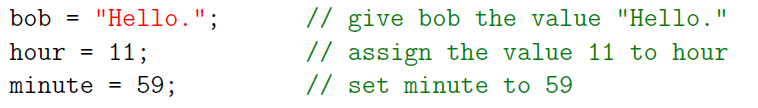 bob = "Hello.";      // give bob the value "Hello."
hour = 11;           // assign the value 11 to hour
minute = 59;         // set minute to 59